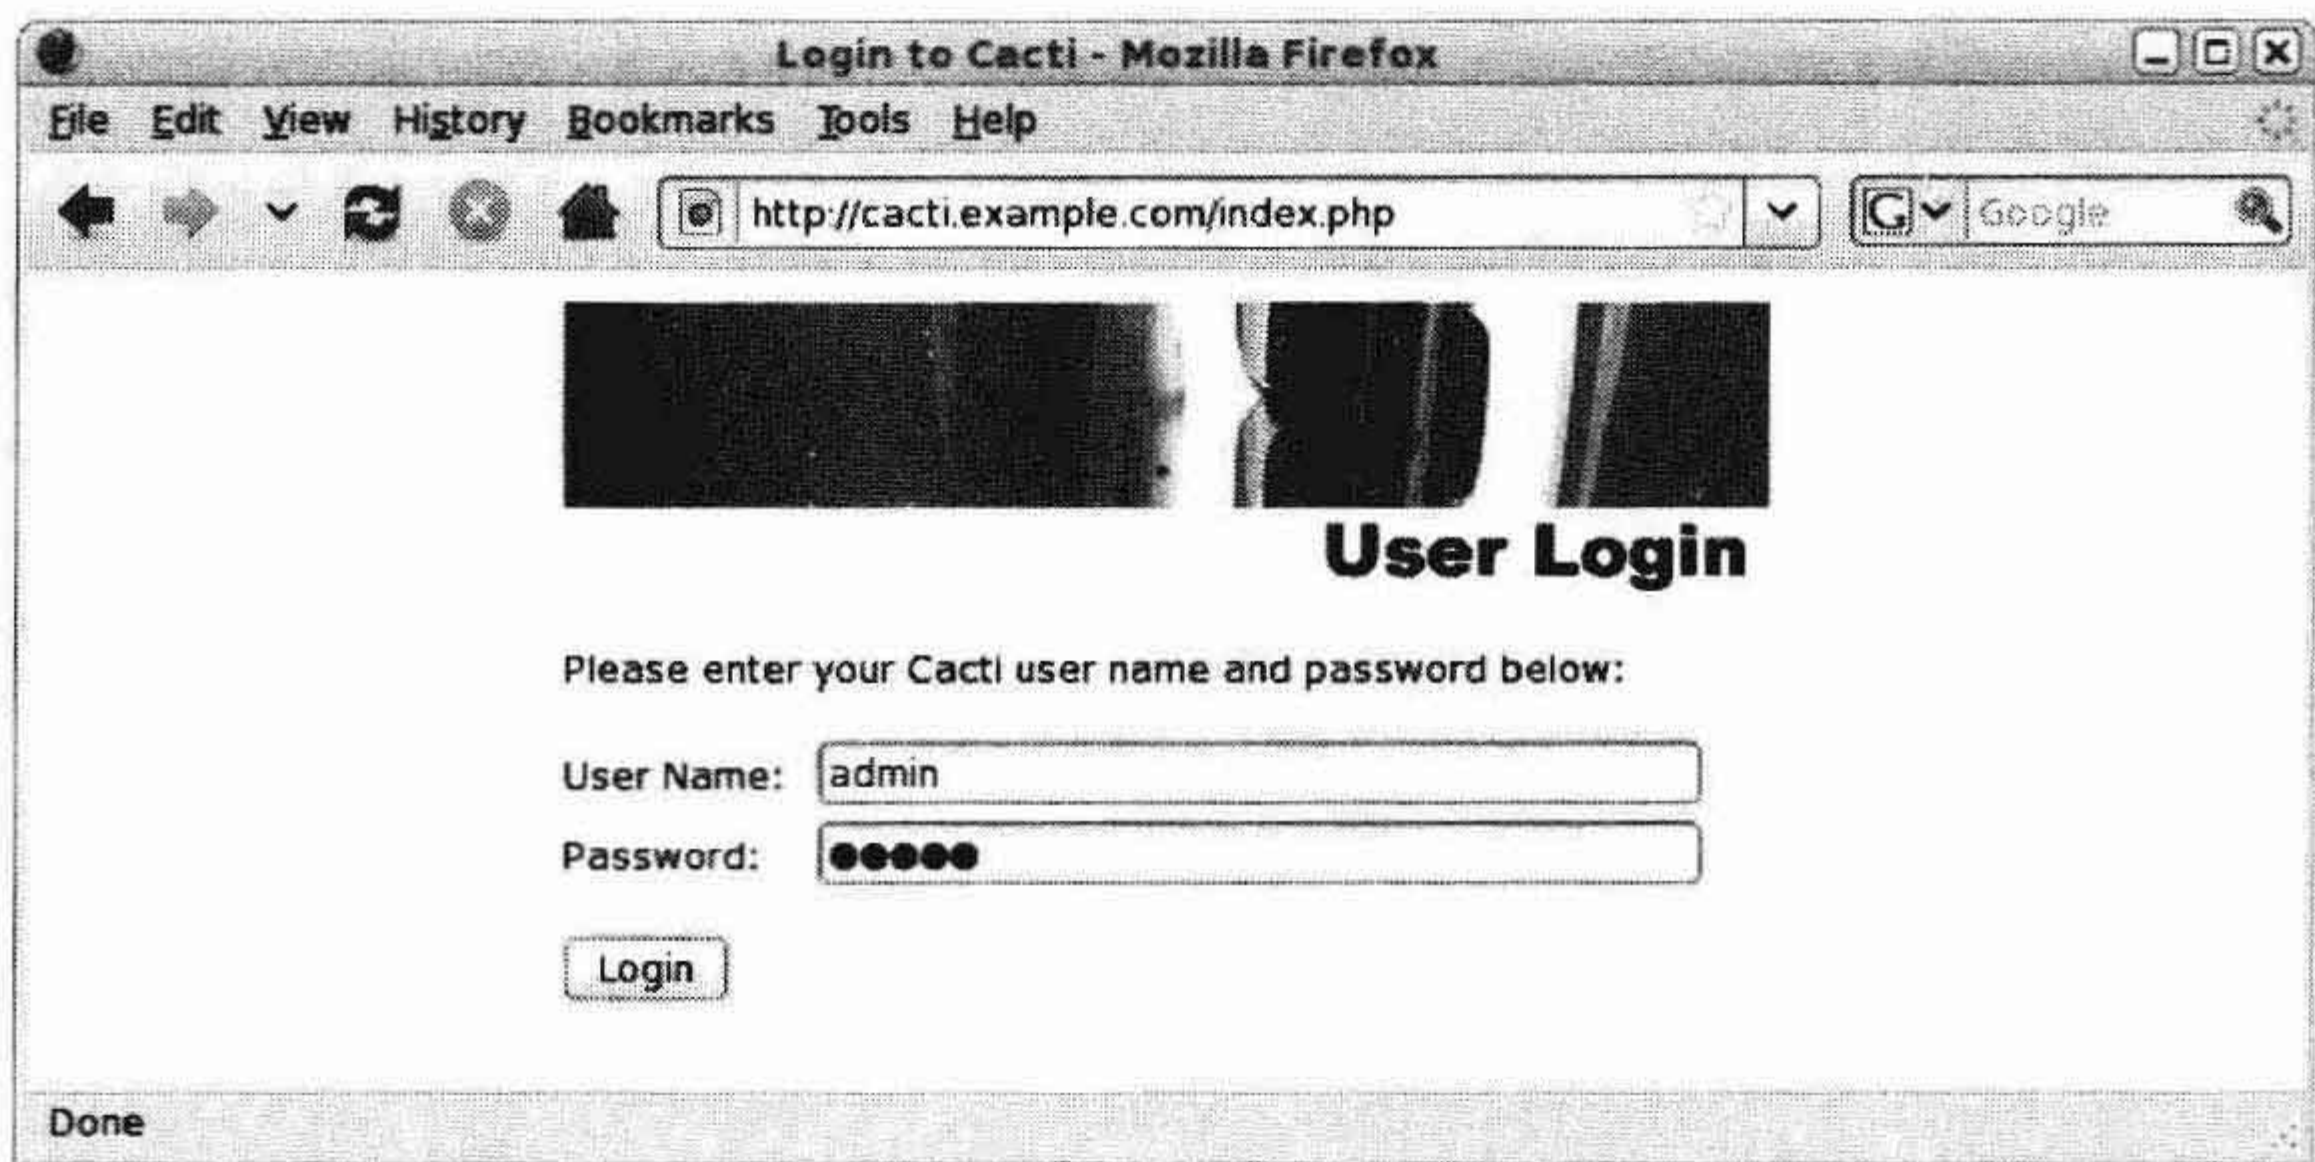 Login to Cacti - Mozilla Firefox
File Edit View History Bookmarks Tools Help
http://cacti.example.com/index.php
G Google
User Login
Please enter your Cacti user name and password below:
User Name: admin
Password: ●●●●●
Login
Done